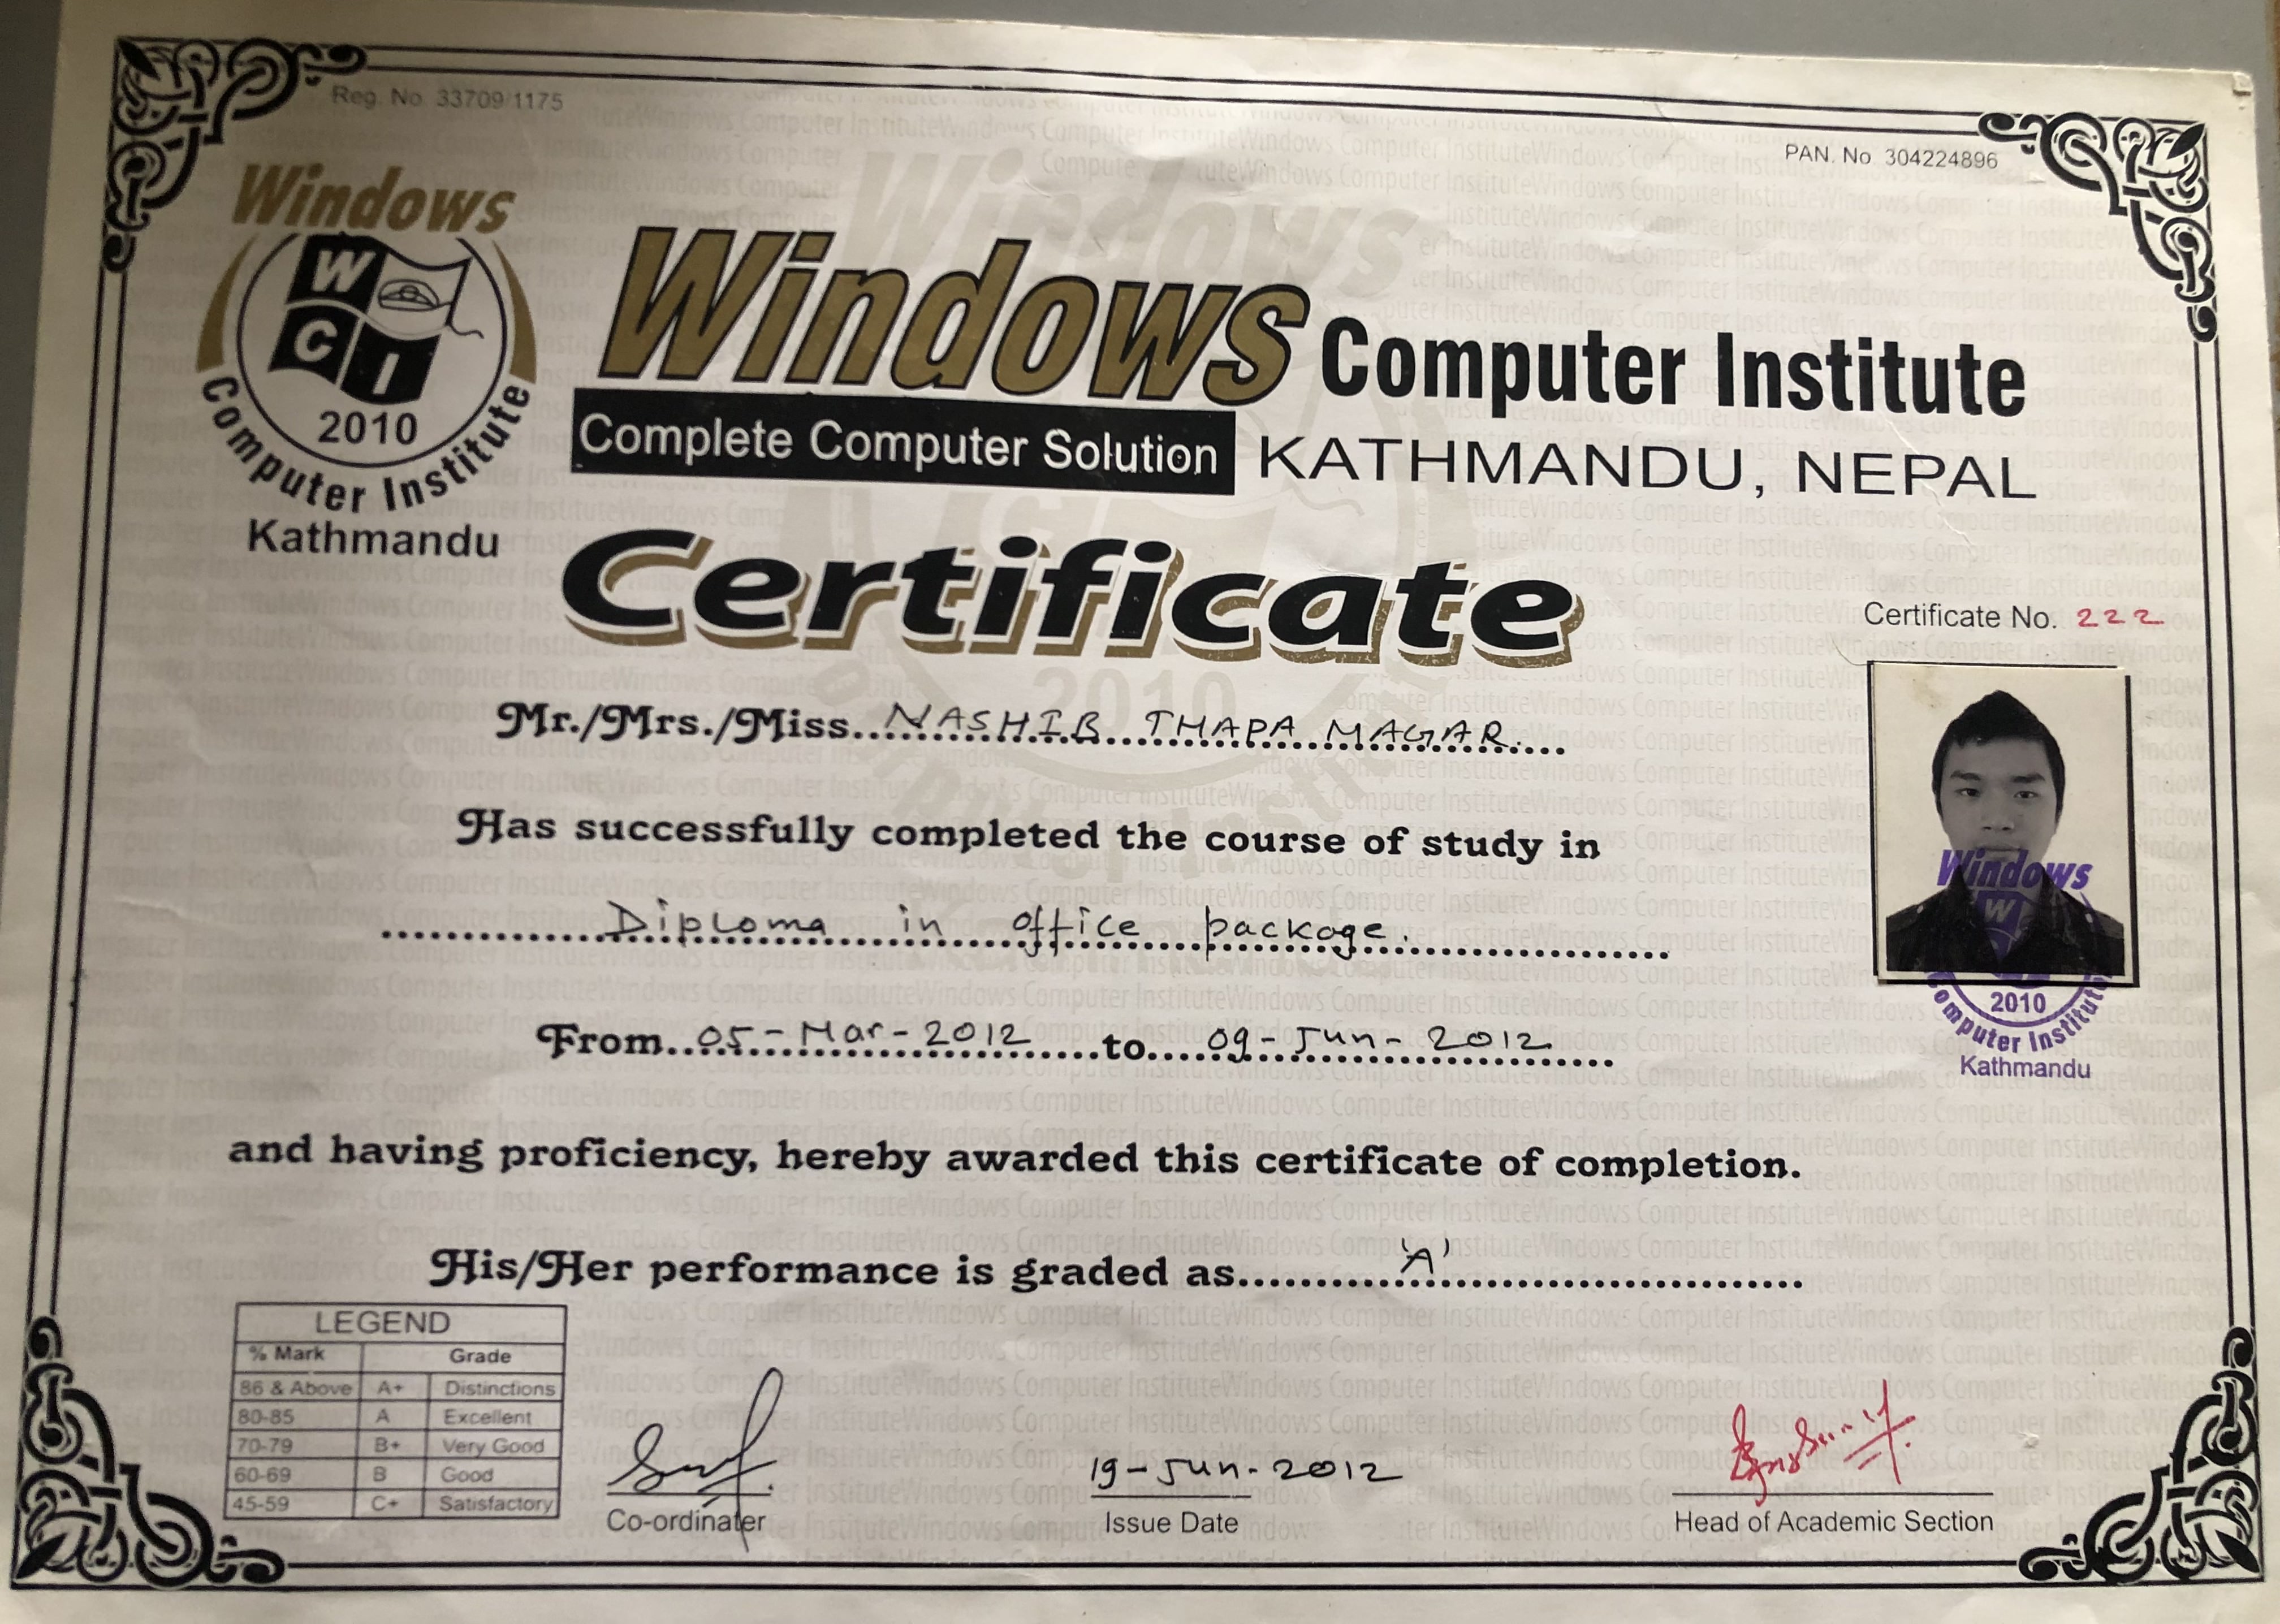 Reg. No. 33709/1175
PAN. No. 304224896
Windows
W
C I
2010
Computer Institute
Kathmandu
Windows Computer Institute
Complete Computer Solution KATHMANDU, NEPAL
Certificate
Certificate No. 222
Mr./Mrs./Miss. NASHIB THAPA MAGAR
Has successfully completed the course of study in
Diploma in office package.
Windows
W
2010
Computer Institute
Kathmandu
From 05-Mar-2012 to 09-Jun-2012
and having proficiency, hereby awarded this certificate of completion.
His/Her performance is graded as 'A'
LEGEND
% Mark Grade
86 & Above A+ Distinctions
80-85 A Excellent
70-79 B+ Very Good
60-69 B Good
45-59 C+ Satisfactory
19-Jun-2012
Co-ordinater Issue Date Head of Academic Section